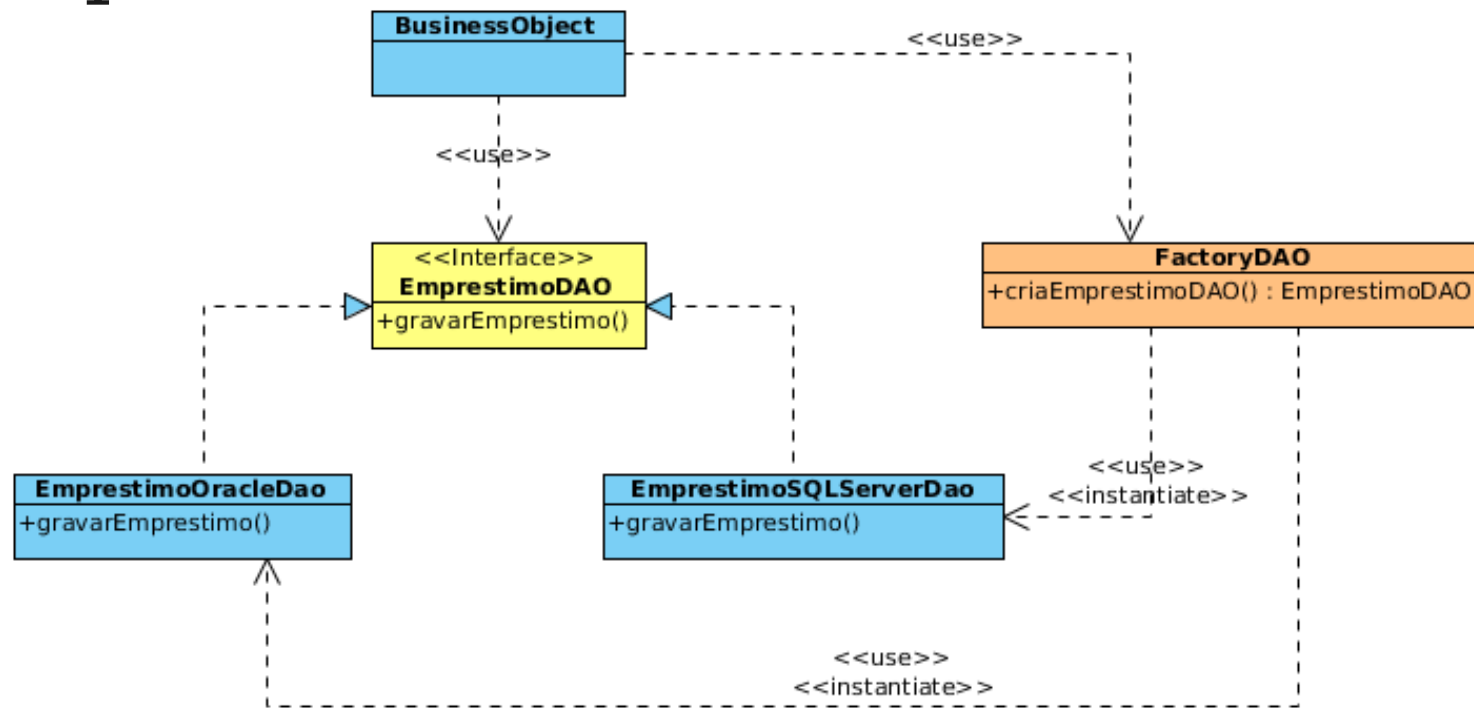 BusinessObject
<<use>>
<<use>>
<<Interface>>
EmprestimoDAO
+gravarEmprestimo()
FactoryDAO
+criaEmprestimoDAO() : EmprestimoDAO
EmprestimoOracleDao
+gravarEmprestimo()
EmprestimoSQLServerDao
+gravarEmprestimo()
<<use>>
<<instantiate>>
<<use>>
<<instantiate>>